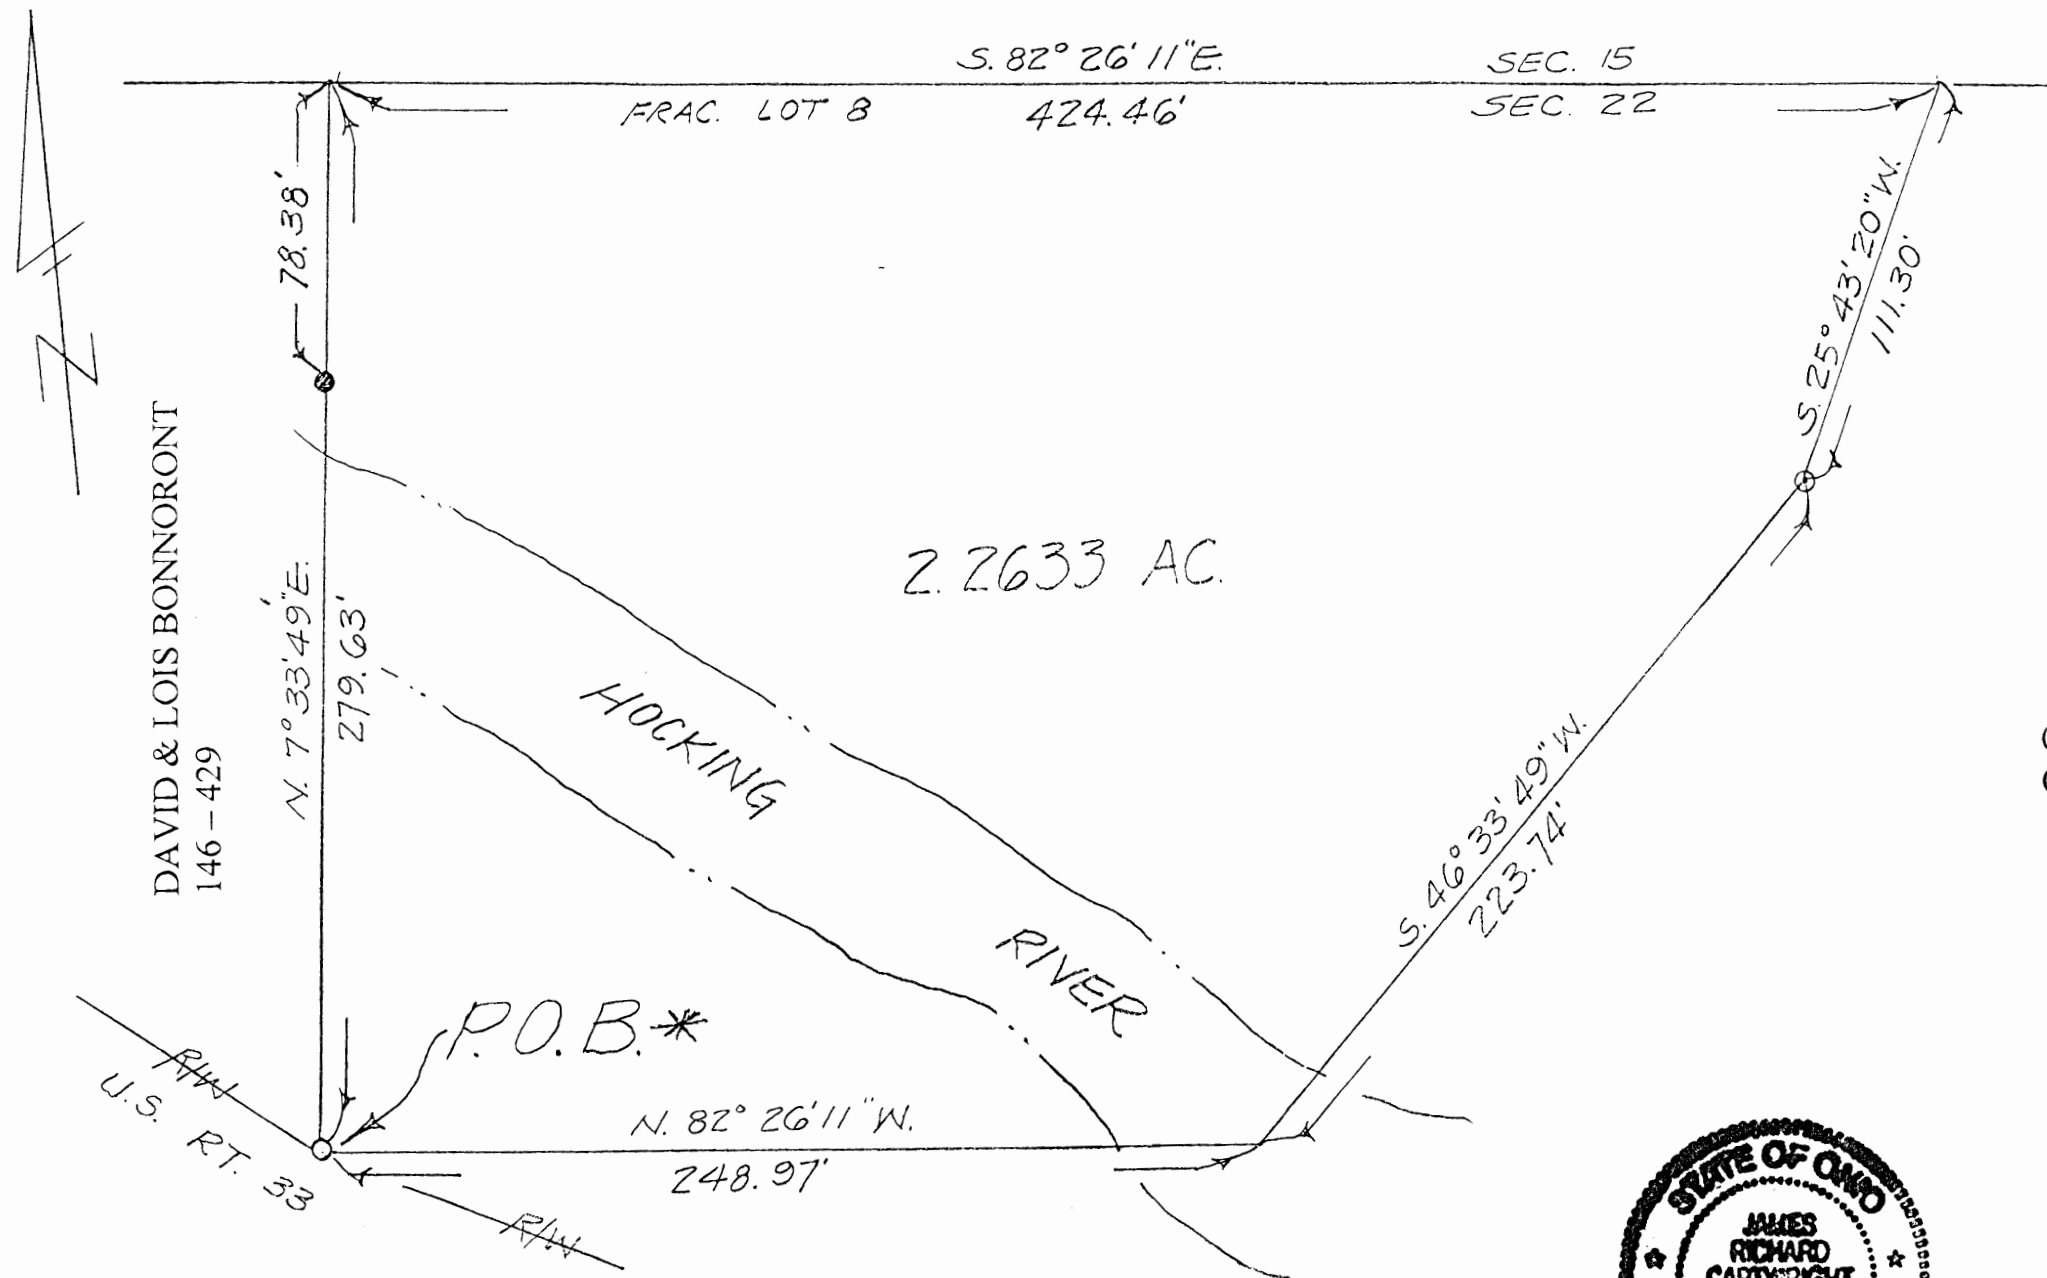 S. 82° 26' 11" E.
SEC. 15
FRAC. LOT 8
424.46'
SEC. 22
78.38'
S. 25° 43' 20" W.
111.30'
N. 7° 33' 49" E.
279.63'
DAVID & LOIS BONNORONT
146 – 429
2.2633 AC.
HOCKING
RIVER
S. 46° 33' 49" W.
223.74'
P.O.B.*
R/W
U.S. RT. 33
N. 82° 26' 11" W.
248.97'
R/W
STATE OF OHIO
JAMES
RICHARD
CARTWRIGHT